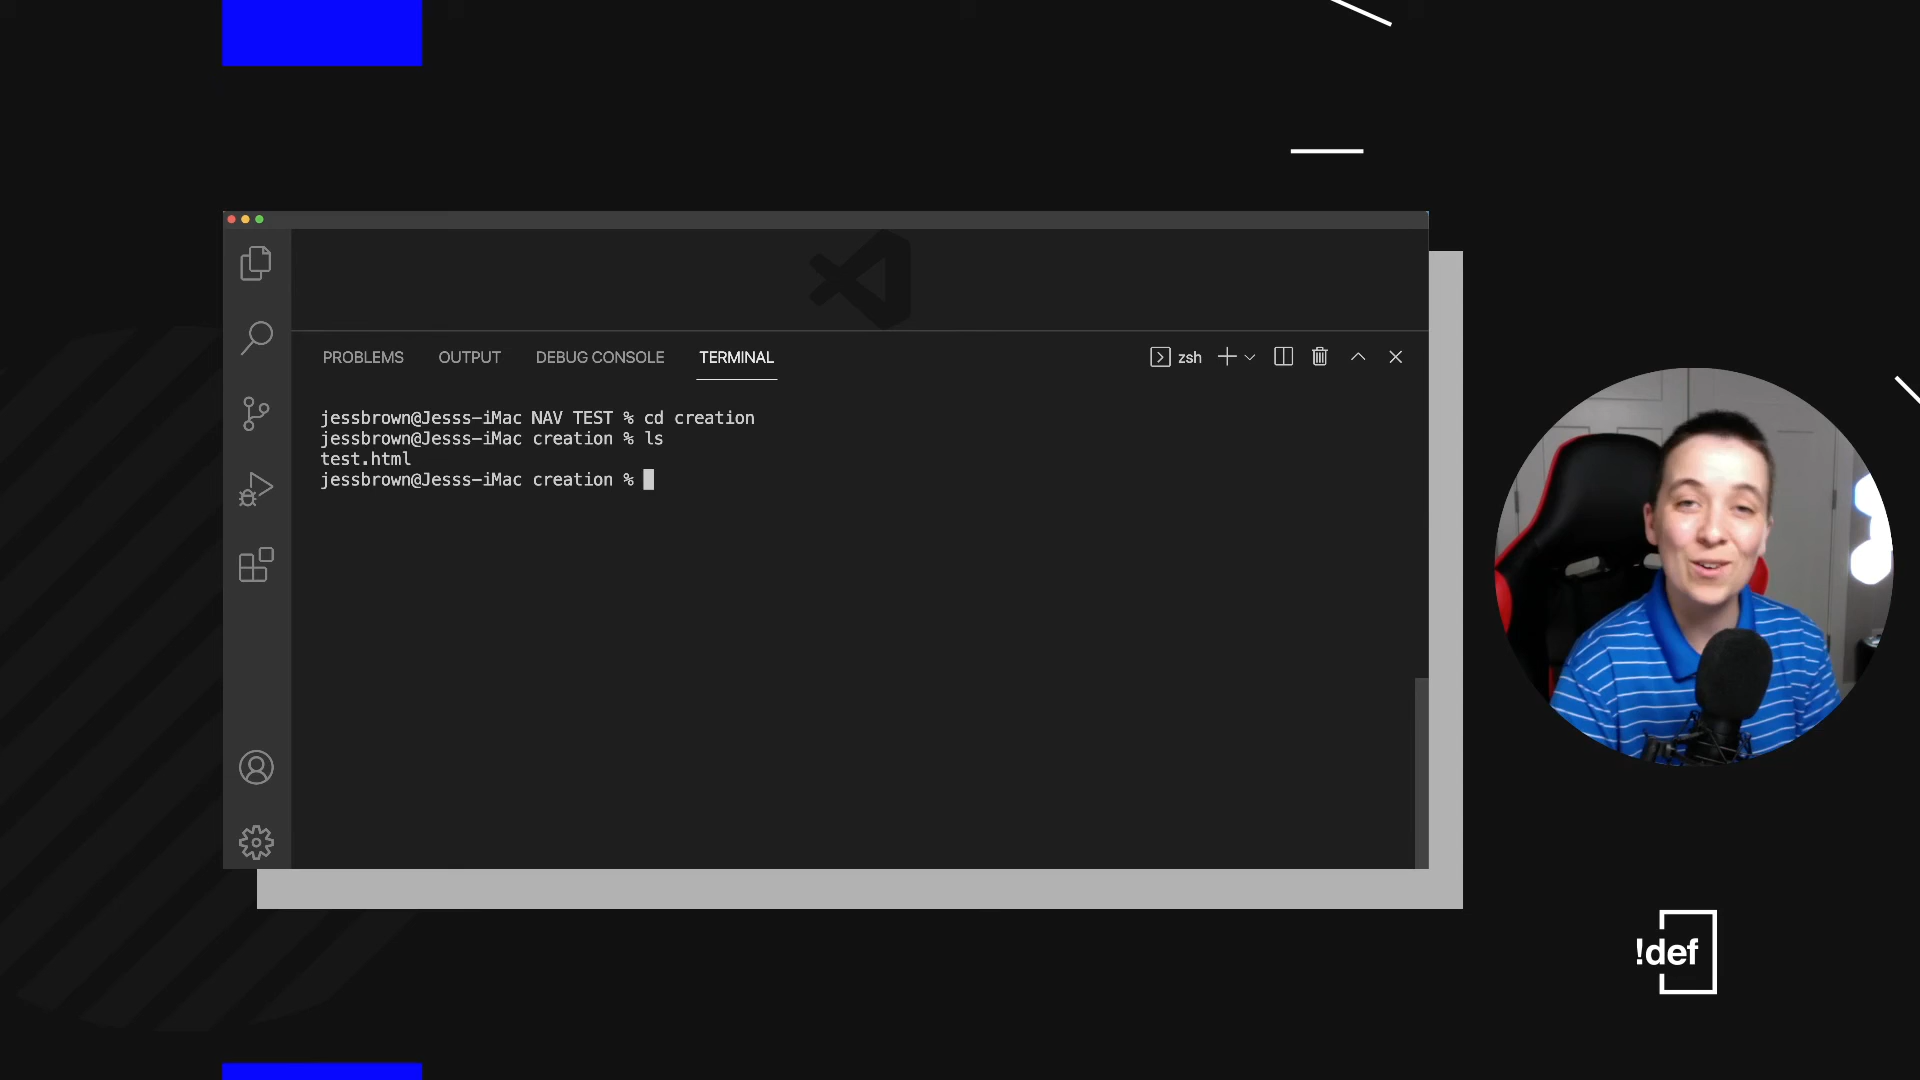 PROBLEMS OUTPUT DEBUG CONSOLE TERMINAL zsh
jessbrown@Jesss-iMac NAV TEST % cd creation
jessbrown@Jesss-iMac creation % ls
test.html
jessbrown@Jesss-iMac creation %
!def